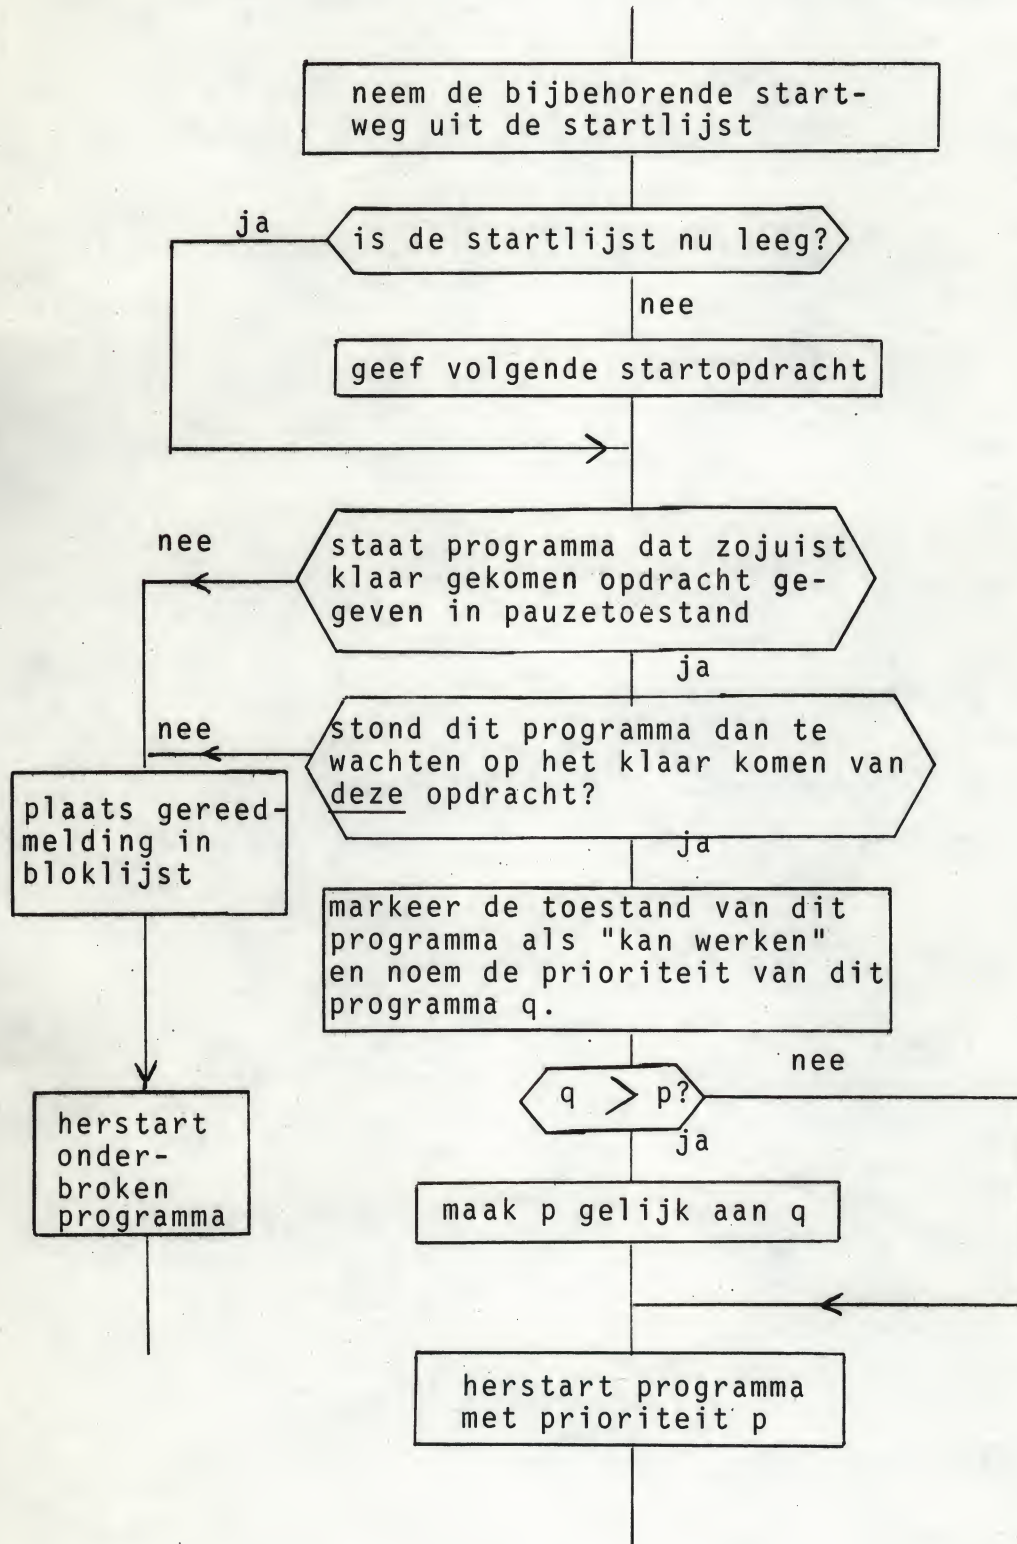 neem de bijbehorende start-
weg uit de startlijst
ja
is de startlijst nu leeg?
nee
geef volgende startopdracht
nee
staat programma dat zojuist
klaar gekomen opdracht ge-
geven in pauzetoestand
ja
nee
stond dit programma dan te
wachten op het klaar komen van
deze opdracht?
ja
plaats gereed-
melding in
bloklijst
markeer de toestand van dit
programma als "kan werken"
en noem de prioriteit van dit
programma q.
nee
q > p?
ja
herstart
onder-
broken
programma
maak p gelijk aan q
herstart programma
met prioriteit p